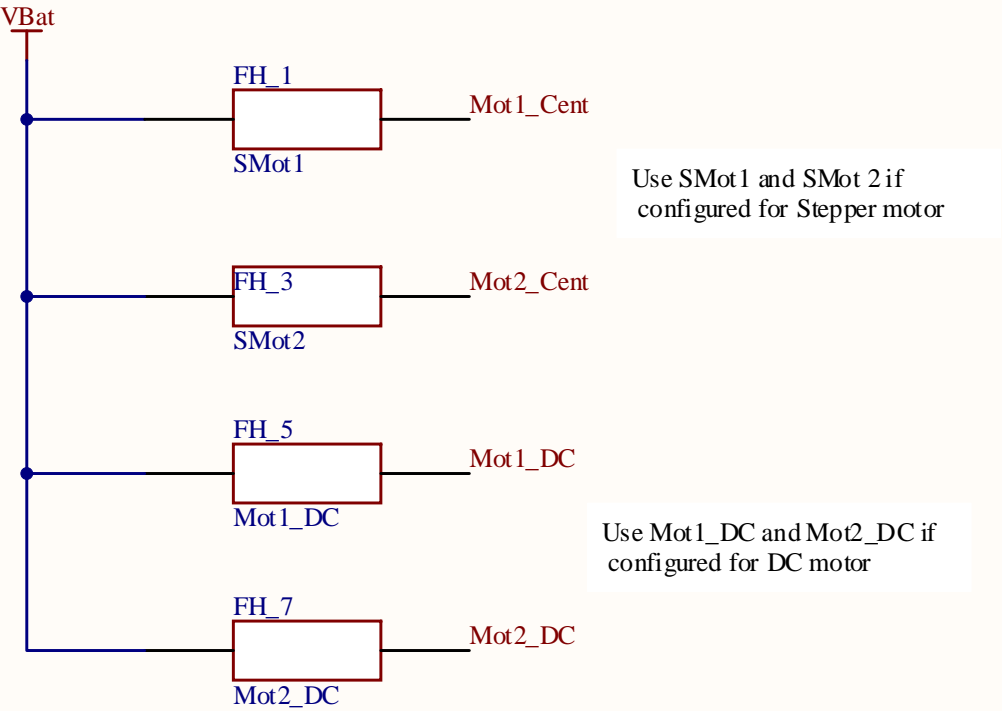 VBat
FH_1
Mot1_Cent
SMot1
Use SMot1 and SMot 2 if
configured for Stepper motor
FH_3
Mot2_Cent
SMot2
FH_5
Mot1_DC
Mot1_DC
Use Mot1_DC and Mot2_DC if
configured for DC motor
FH_7
Mot2_DC
Mot2_DC